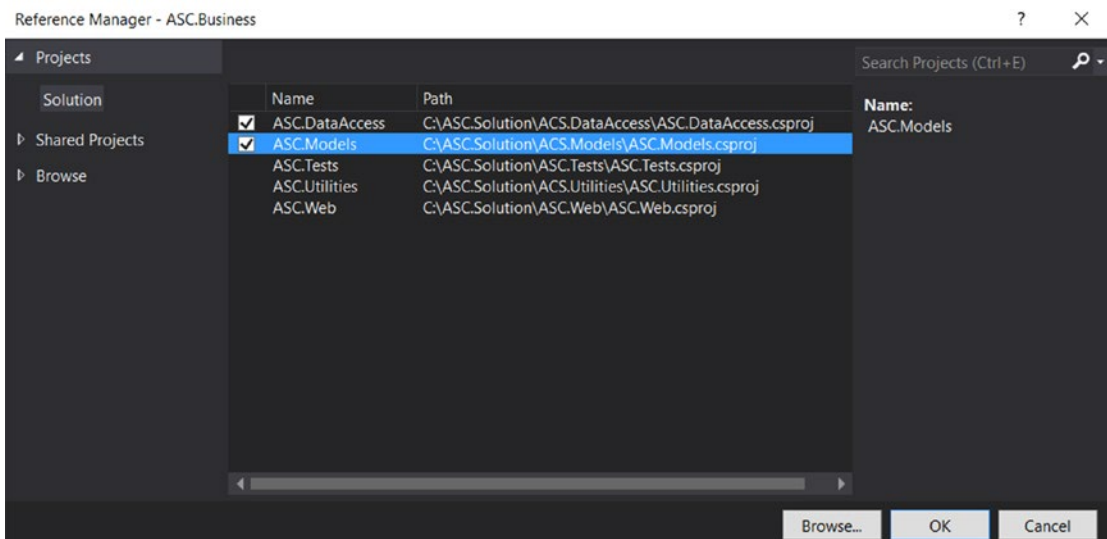 Reference Manager - ASC.Business ? ×
Projects
Search Projects (Ctrl+E)
Solution
Shared Projects
Browse
Name Path
ASC.DataAccess C:\ASC.Solution\ACS.DataAccess\ASC.DataAccess.csproj
ASC.Models C:\ASC.Solution\ACS.Models\ASC.Models.csproj
ASC.Tests C:\ASC.Solution\ASC.Tests\ASC.Tests.csproj
ASC.Utilities C:\ASC.Solution\ACS.Utilities\ASC.Utilities.csproj
ASC.Web C:\ASC.Solution\ASC.Web\ASC.Web.csproj
Name:
ASC.Models
Browse... OK Cancel